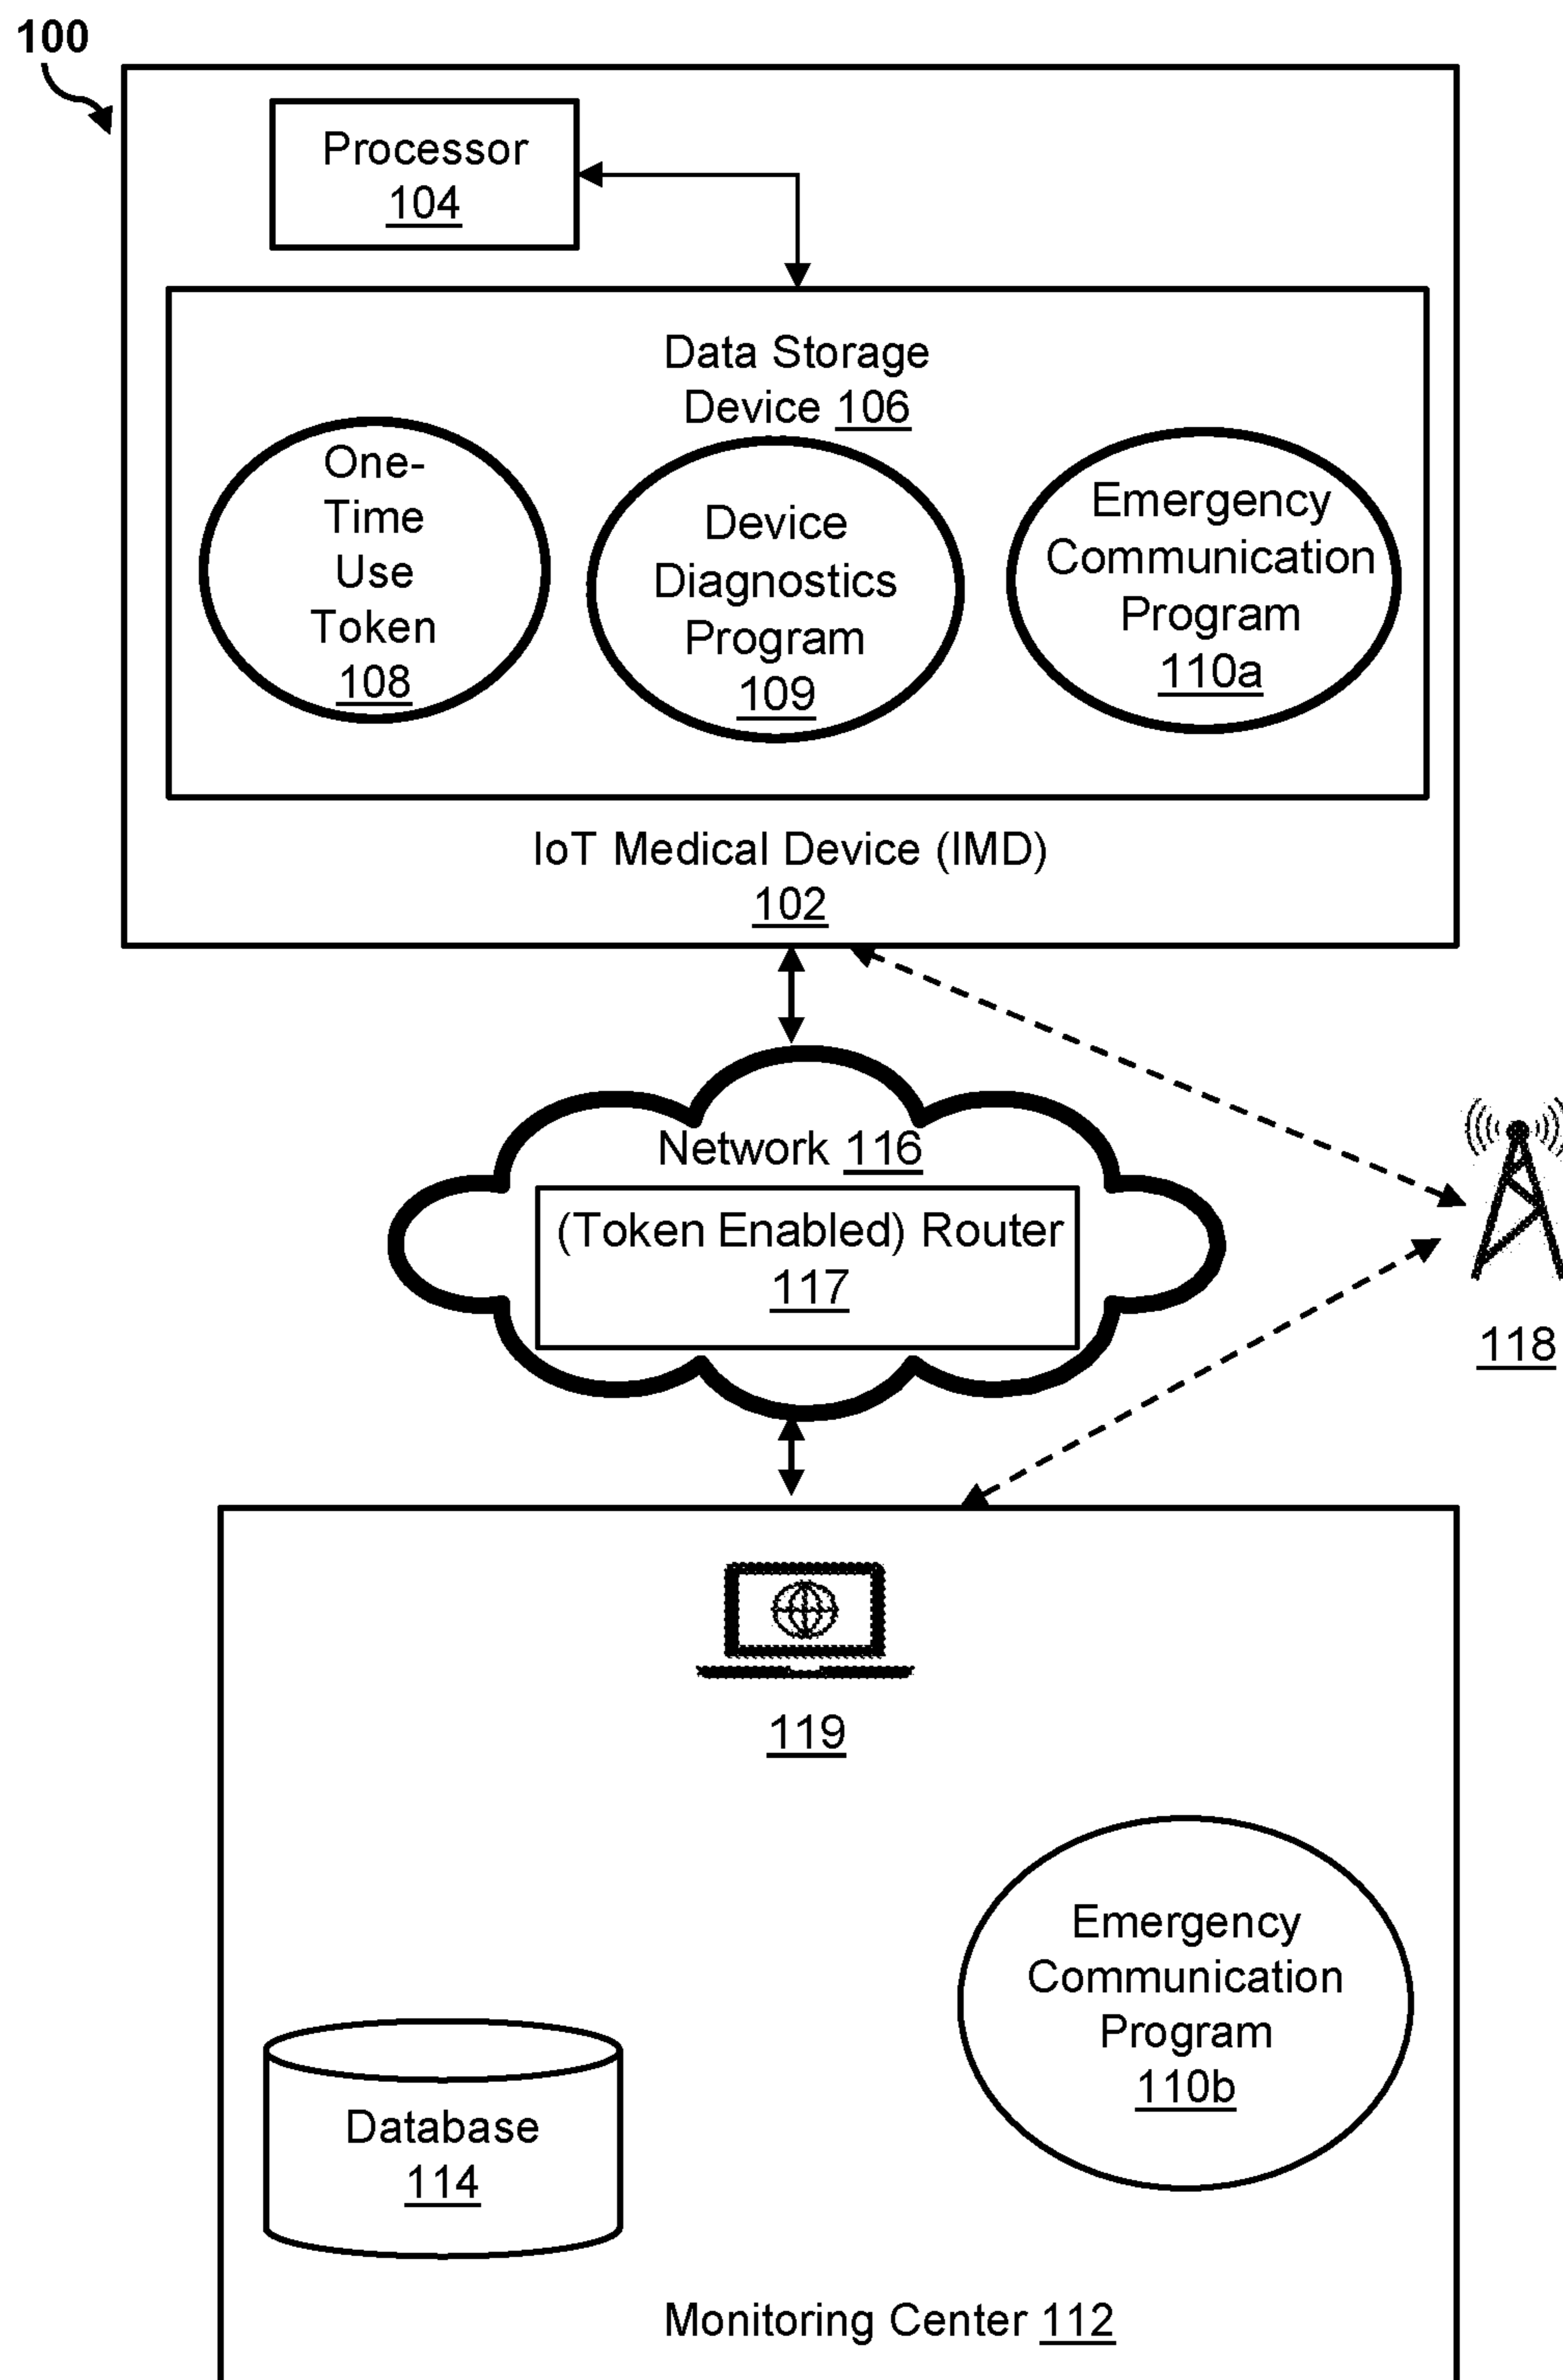 100
Processor
104
Data Storage
Device 106
One-
Time
Use
Token
108
Device
Diagnostics
Program
109
Emergency
Communication
Program
110a
IoT Medical Device (IMD)
102
Network 116
(Token Enabled) Router
117
118
119
Emergency
Communication
Program
110b
Database
114
Monitoring Center 112